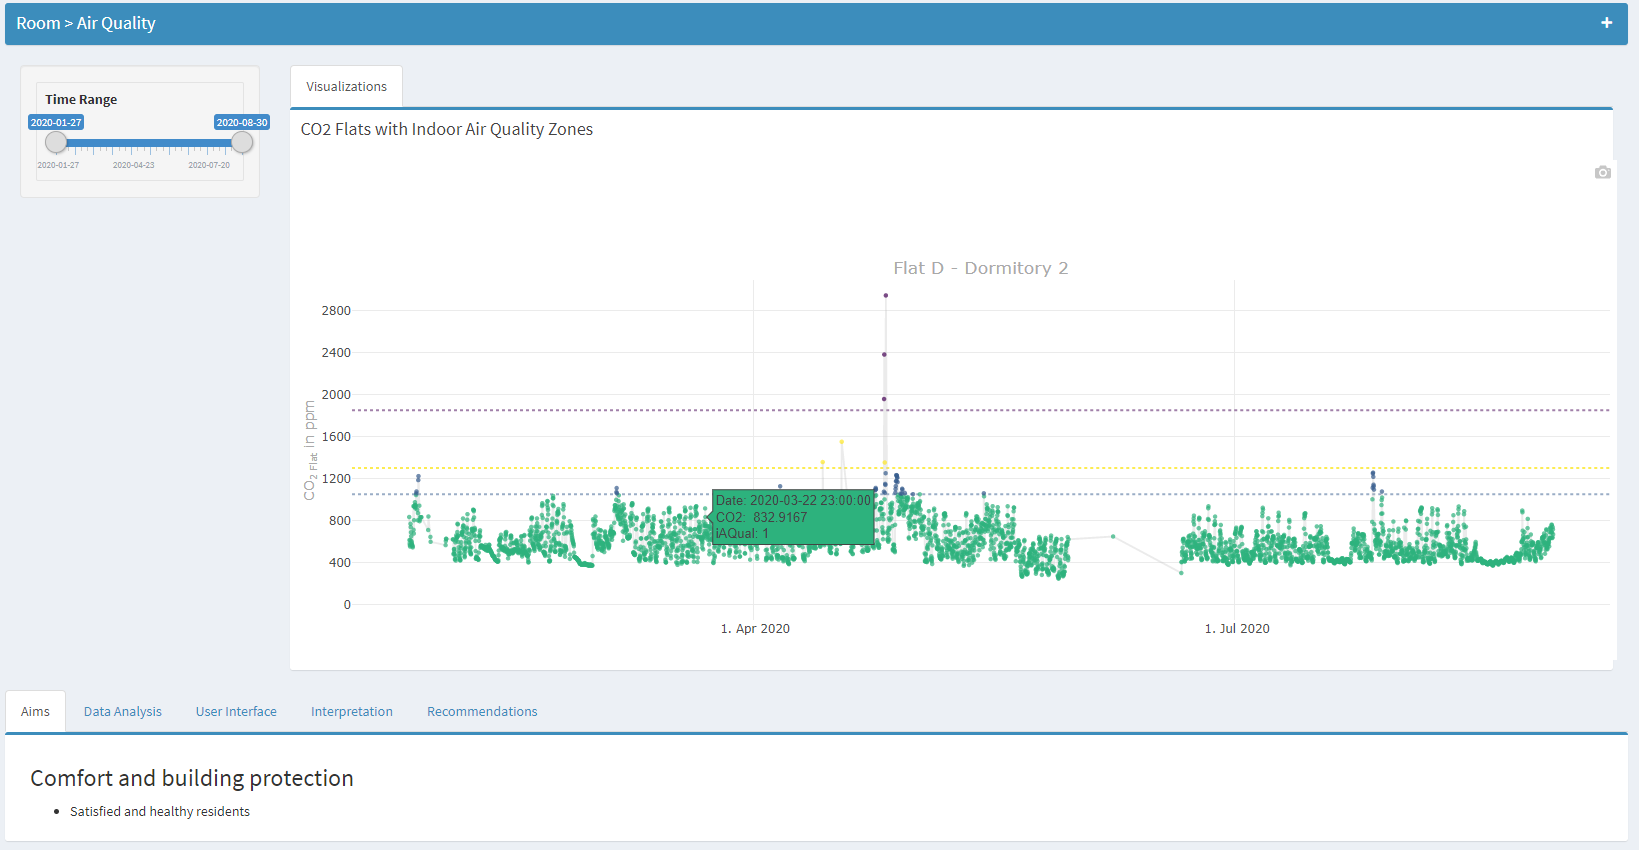 Room > Air Quality
+
Time Range
2020-01-27
2020-08-30
2020-01-27
2020-04-23
2020-07-20
Visualizations
CO2 Flats with Indoor Air Quality Zones
Flat D - Dormitory 2
CO2 Flat in ppm
2800
2400
2000
1600
1200
800
400
0
Date: 2020-03-22 23:00:00
CO2:  832.9167
iAQual: 1
1. Apr 2020
1. Jul 2020
Aims
Data Analysis
User Interface
Interpretation
Recommendations
Comfort and building protection
• Satisfied and healthy residents